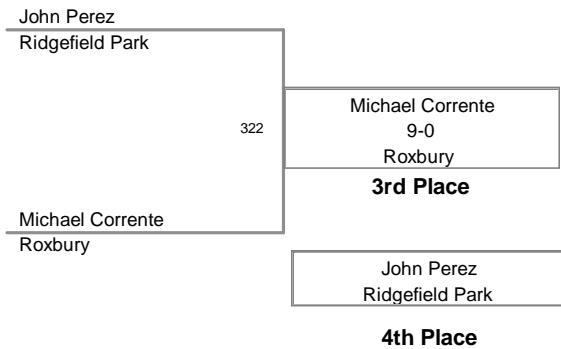 John Perez
Ridgefield Park
322
Michael Corrente
9-0
Roxbury
3rd Place
Michael Corrente
Roxbury
John Perez
Ridgefield Park
4th Place